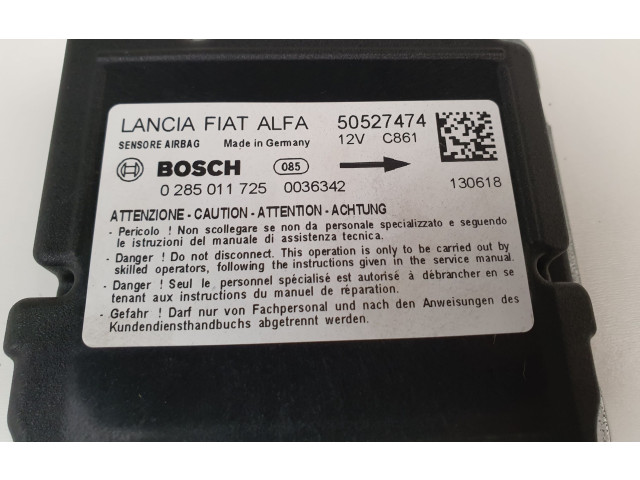 LANCIA FIAT ALFA 50527474
SENSORE AIRBAG Made in Germany 12V C861
BOSCH 085
0 285 011 725 0036342 130618
ATTENZIONE - CAUTION - ATTENTION - ACHTUNG
- Pericolo ! Non scollegare se non da personale specializzato e seguendo
le istruzioni del manuale di assistenza tecnica.
- Danger ! Do not disconnect. This operation is only to be carried out by
skilled operators, following the instructions given in the service manual.
- Danger ! Seul le personnel spécialisé est autorisé à débrancher en se
tenant aux instructions du manuel de réparation.
- Gefahr ! Darf nur von Fachpersonal und nach den Anweisungen des
Kundendiensthandbuchs abgetrennt werden.